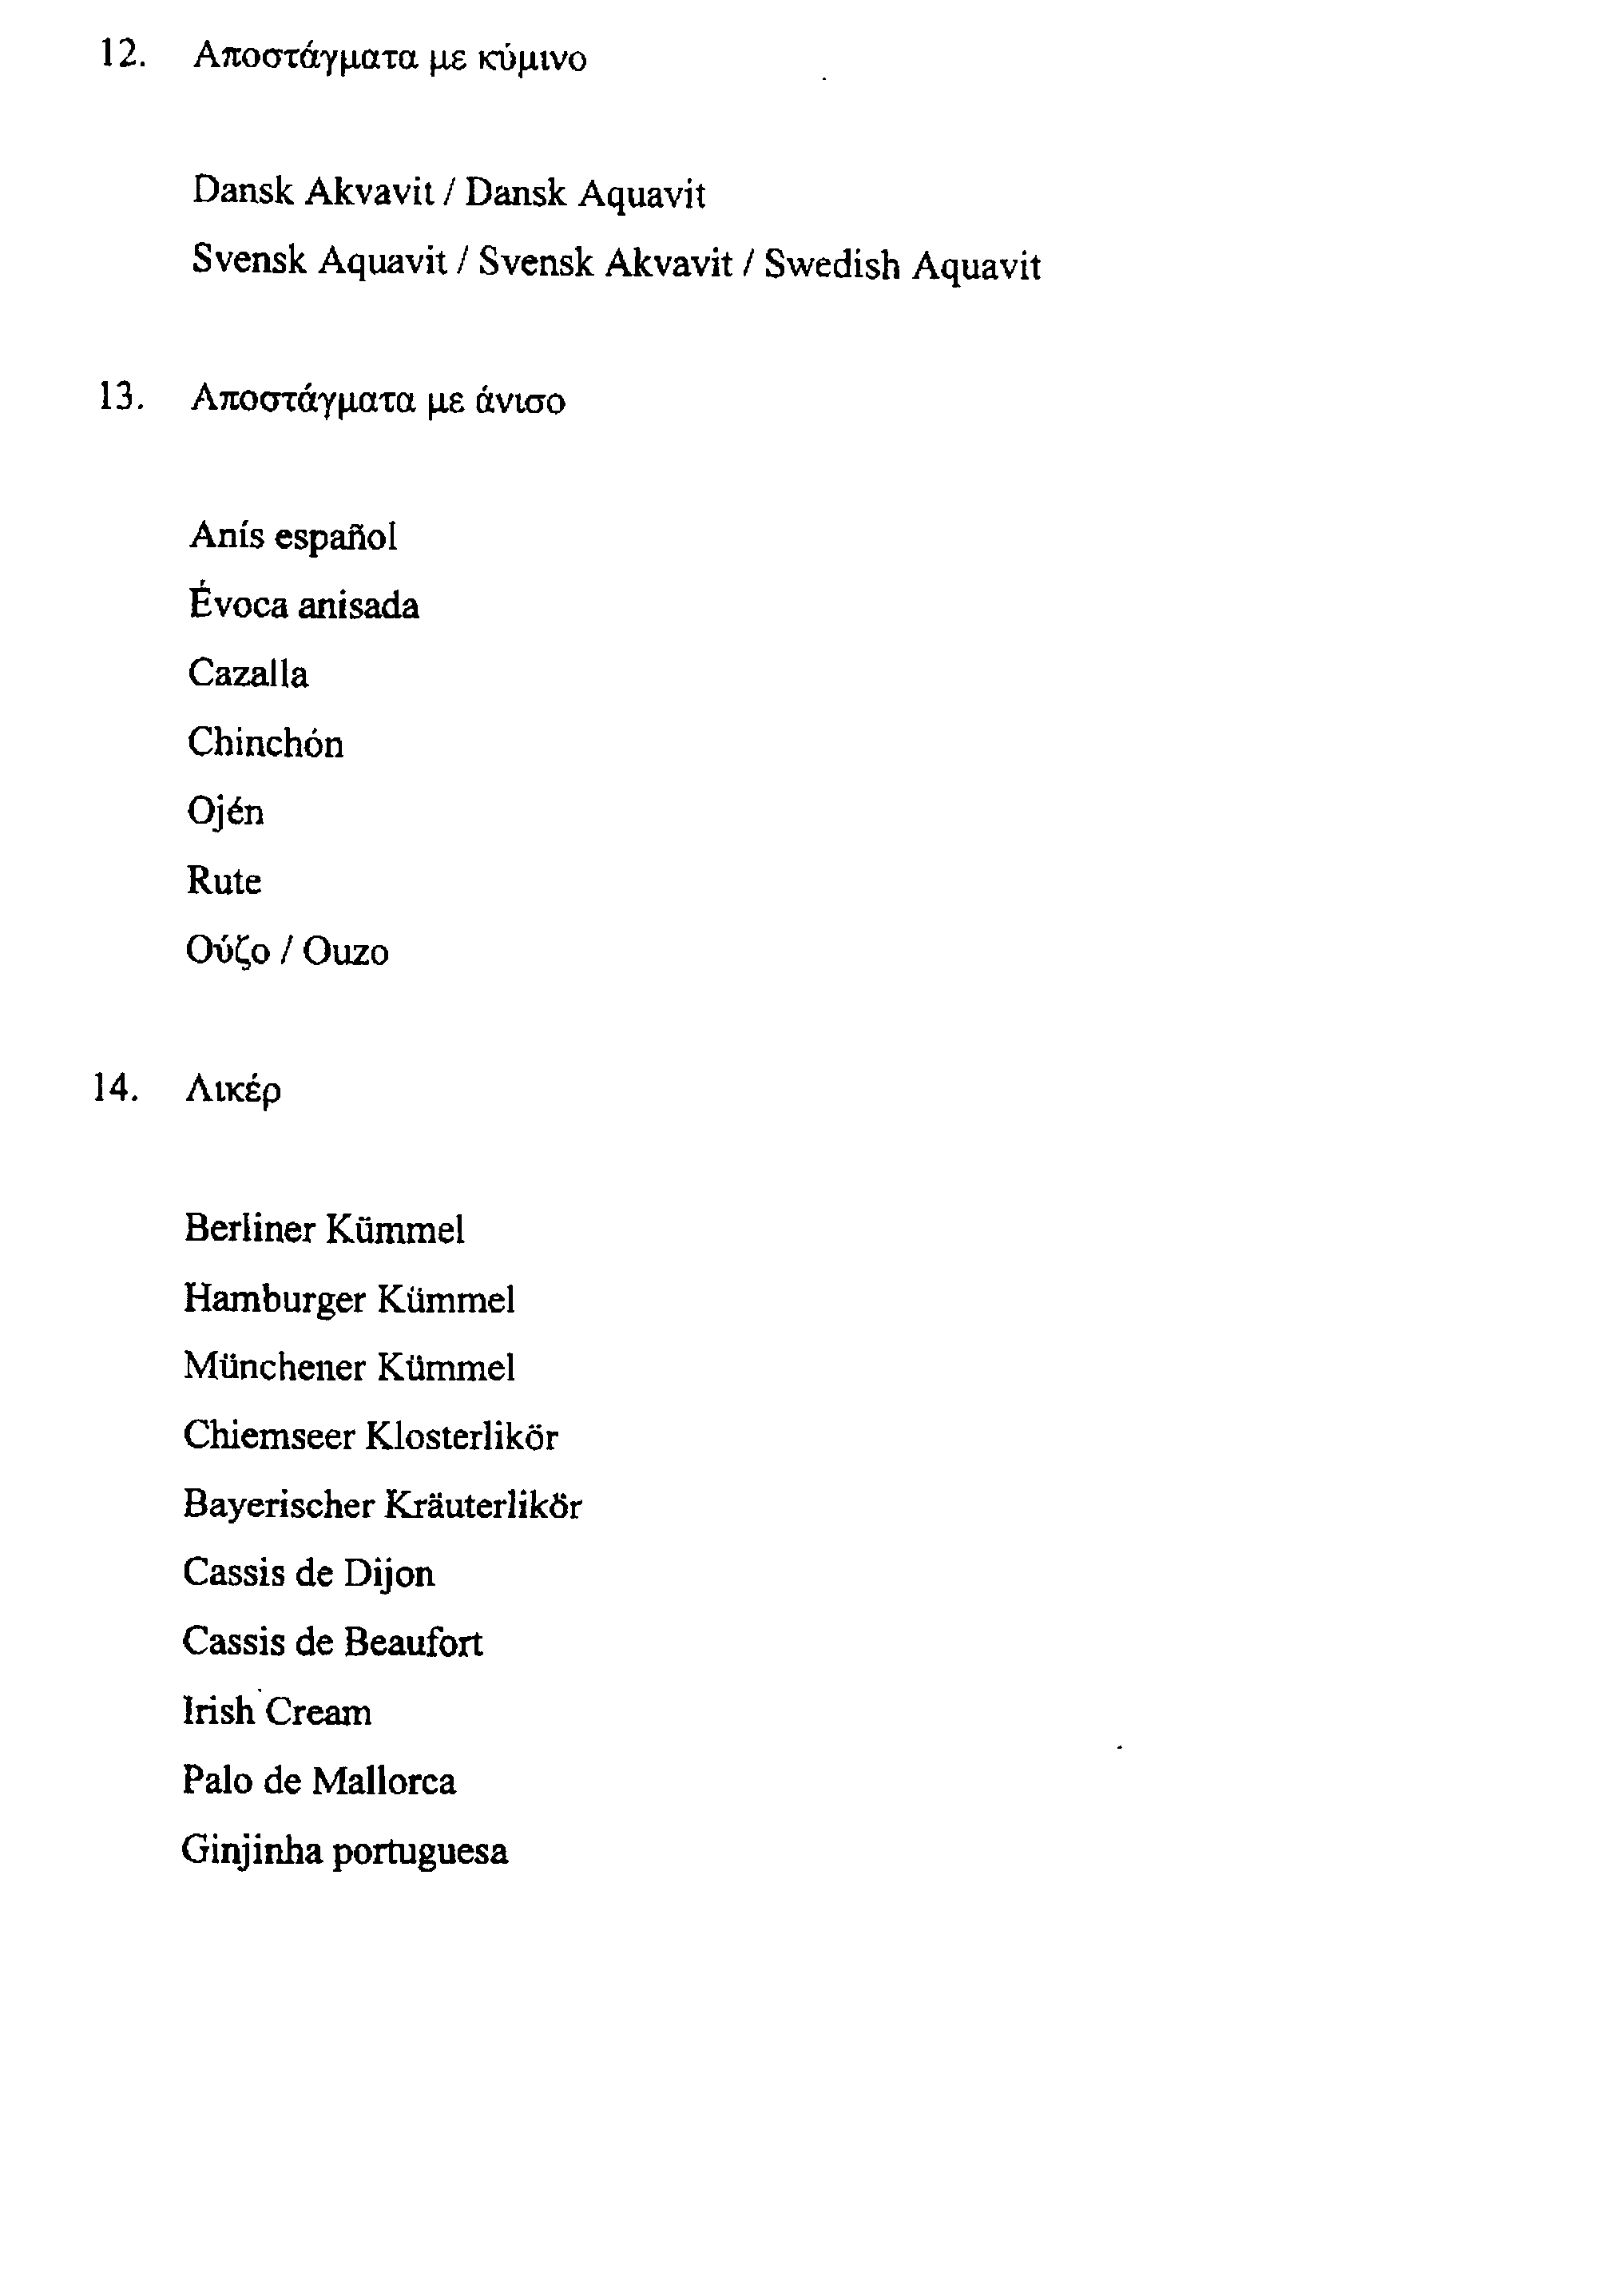 12. Αποστάγματα με κύμινο
Dansk Akvavit / Dansk Aquavit
Svensk Aquavit / Svensk Akvavit / Swedish Aquavit
13. Αποστάγματα με άνισο
Anís español
Évoca anisada
Cazalla
Chinchón
Ojén
Rute
Ούζο / Ouzo
14. Λικέρ
Berliner Kümmel
Hamburger Kümmel
Münchener Kümmel
Chiemseer Klosterlikör
Bayerischer Kräuterlikör
Cassis de Dijon
Cassis de Beaufort
Irish Cream
Palo de Mallorca
Ginjinha portuguesa